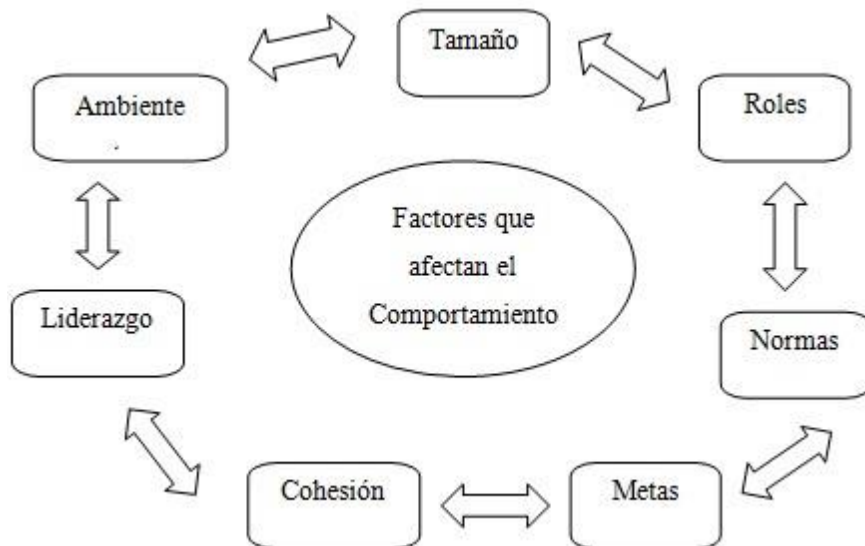 Tamaño
Roles
Normas
Metas
Cohesión
Liderazgo
Ambiente
Factores que
afectan el
Comportamiento